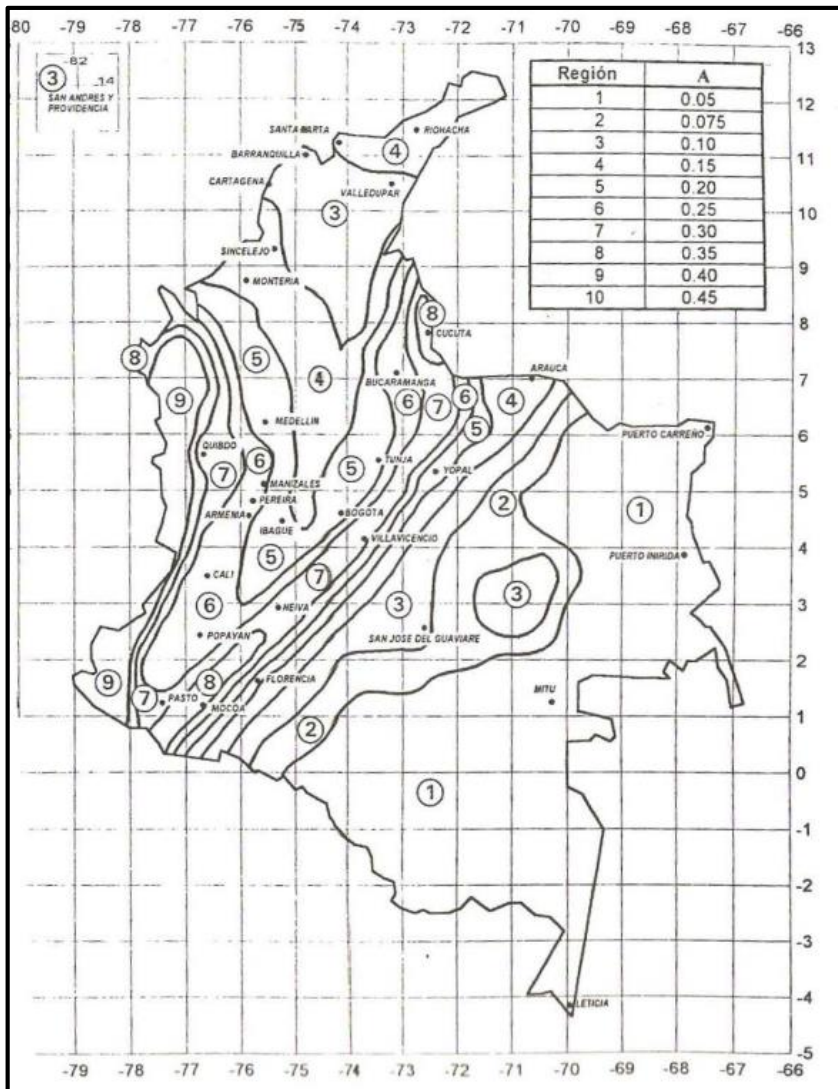 -80 -79 -78 -77 -76 -75 -74 -73 -72 -71 -70 -69 -68 -67 -66
-82
13
③
14
SAN ANDRES Y
PROVIDENCIA
Región A
1 0.05
2 0.075
3 0.10
4 0.15
5 0.20
6 0.25
7 0.30
8 0.35
9 0.40
10 0.45
12
SANTA MARTA
RIOHACHA
④
BARRANQUILLA
11
CARTAGENA
VALLEDUPAR
③
10
SINCELEJO
9
MONTERIA
⑧
CUCUTA
8
⑧
⑤
④
ARAUCA
7
BUCARAMANGA
⑨
⑥
⑦
⑥
④
MEDELLIN
⑤
PUERTO CARREÑO
6
QUIBDO
⑦
⑥
⑤
TUNJA
YOPAL
MANIZALES
PEREIRA
②
①
5
ARMENIA
BOGOTA
IBAGUE
VILLAVICENCIO
⑤
PUERTO INIRIDA
4
CALI
⑦
③
⑥
NEIVA
③
3
POPAYAN
SAN JOSE DEL GUAVIARE
2
⑨
⑦
PASTO
⑧
FLORENCIA
MOCOA
MITU
1
②
0
①
-1
-2
-3
LETICIA
-4
-5
-79 -78 -77 -76 -75 -74 -73 -72 -71 -70 -69 -68 -67 -66